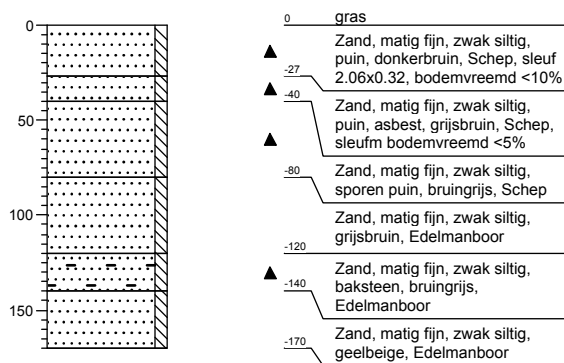 0
50
100
150
0
gras
Zand, matig fijn, zwak siltig,
puin, donkerbruin, Schep, sleuf
2.06x0.32, bodemvreemd <10%
-27
-40
Zand, matig fijn, zwak siltig,
puin, asbest, grijsbruin, Schep,
sleufm bodemvreemd <5%
-80
Zand, matig fijn, zwak siltig,
sporen puin, bruingrijs, Schep
Zand, matig fijn, zwak siltig,
grijsbruin, Edelmanboor
-120
Zand, matig fijn, zwak siltig,
baksteen, bruingrijs,
Edelmanboor
-140
Zand, matig fijn, zwak siltig,
geelbeige, Edelmanboor
-170